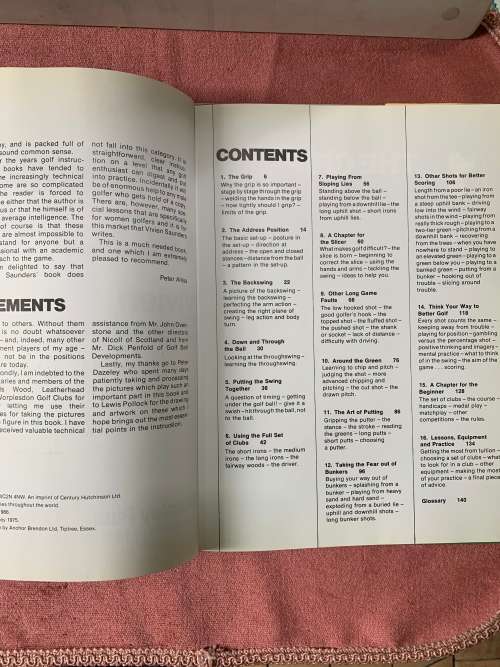 oy, and is packed full of
sound common sense.
r the years golf instruc-
books have tended to
e increasingly technical
ome are so complicated
he reader is forced to
e either that the author is
us or that he himself is of
average intelligence. The
of course is that these
are almost impossible to
stand for anyone but a
ssional with an academic
ach to the game.
m delighted to say that
Saunders' book does
not fall into this category. It is
straightforward, clear instruc-
tion on a level that any golf
enthusiast can digest and put
into practice. Incidentally it will
be of enormous help to any male
golfer who gets hold of a copy.
There are, however, many spe-
cial lessons that are specially
for women golfers and it is for
this market that Vivien Saunders
writes.
This is a much needed book
and one which I am extremely
pleased to recommend.
Peter Alliss
EMENTS
to others. Without them
is no doubt whatsoever
– and, indeed, many other
nent players of my age –
not be in the positions
re today.
ondly, I am indebted to the
aries and members of the
ds Wood, Leatherhead
Horplesdon Golf Clubs for
letting me use their
es for taking the pictures
figure in this book. I have
eceived valuable technical
assistance from Mr. John Over-
stone and the other directors
of Nicoll of Scotland and from
Mr. Dick Penfold of Golf Ball
Developments.
Lastly, my thanks go to Peter
Dazeley who spent many days
patiently taking and processing
the pictures which play such an
important part in this book and
to Lewis Pollock for the drawings
and artwork on these which I
hope brings out the most essen-
tial points in the instruction.
WC2N 4NW. An imprint of Century Hutchinson Ltd.
ies throughout the world.
986.
nts 1975.
by Anchor Brendon Ltd, Tiptree, Essex.
CONTENTS
1. The Grip 6
Why the grip is so important –
stage by stage through the grip
– welding the hands in the grip
– how tightly should I grip? –
limits of the grip.
2. The Address Position 14
The basic set-up – posture in
the set-up – direction at
address – the open and closed
stances – distance from the ball
– a pattern in the set-up.
3. The Backswing 22
A picture of the backswing –
learning the backswing –
perfecting the arm action –
creating the right plane of
swing – leg action and body
turn.
4. Down and Through
the Ball 30
Looking at the throughswing –
learning the throughswing.
5. Putting the Swing
Together 36
A question of timing – getting
under the golf ball – give it a
swish – hit through the ball, not
to the ball.
6. Using the Full Set
of Clubs 42
The short irons – the medium
irons – the long irons – the
fairway woods – the driver.
7. Playing From
Sloping Lies 56
Standing above the ball –
standing below the ball –
playing from a downhill lie – the
long uphill shot – short irons
from uphill lies.
8. A Chapter for
the Slicer 60
What makes golf difficult? – the
slice is born – beginning to
correct the slice – using the
hands and arms – tackling the
swing – ideas to help you.
9. Other Long Game
Faults 68
The low hooked shot – the
good golfer's hook – the
topped shot – the fluffed shot –
the pushed shot – the shank
or socket – lack of distance –
difficulty with driving.
10. Around the Green 76
Learning to chip and pitch –
judging the shot – more
advanced chipping and
pitching – the cut shot – the
drawn pitch.
11. The Art of Putting 86
Gripping the putter – the
stance – the stroke – reading
the greens – long putts –
short putts – choosing
a putter.
12. Taking the Fear out of
Bunkers 96
Buying your way out of
bunkers – splashing from a
bunker – playing from heavy
sand and hard sand –
exploding from a buried lie –
uphill and downhill shots –
long bunker shots.
13. Other Shots for Better
Scoring 106
Length from a poor lie – an iron
shot from the tee – playing from
a steep uphill bank – driving
low into the wind – fairway
shots in the wind – playing from
really thick rough – playing to a
two-tier green – pitching from a
downhill bank – recovering
from the trees – when you have
nowhere to stand – playing to
an elevated green – playing to a
green below you – playing to a
banked green – putting from a
bunker – hooking out of
trouble – slicing around
trouble.
14. Think Your Way to
Better Golf 118
Every shot counts the same –
keeping away from trouble –
playing for position – gambling
versus the percentage shot –
positive thinking and imagery –
mental practice – what to think
of in the swing – the aim of the
game . . . scoring.
15. A Chapter for the
Beginner 128
The set of clubs – the course –
handicaps – medal play –
matchplay – other
competitions – the rules.
16. Lessons, Equipment
and Practice 134
Getting the most from tuition –
choosing a set of clubs – what
to look for in a club – other
equipment – making the most
of your practice – a final piece
of advice.
Glossary 140